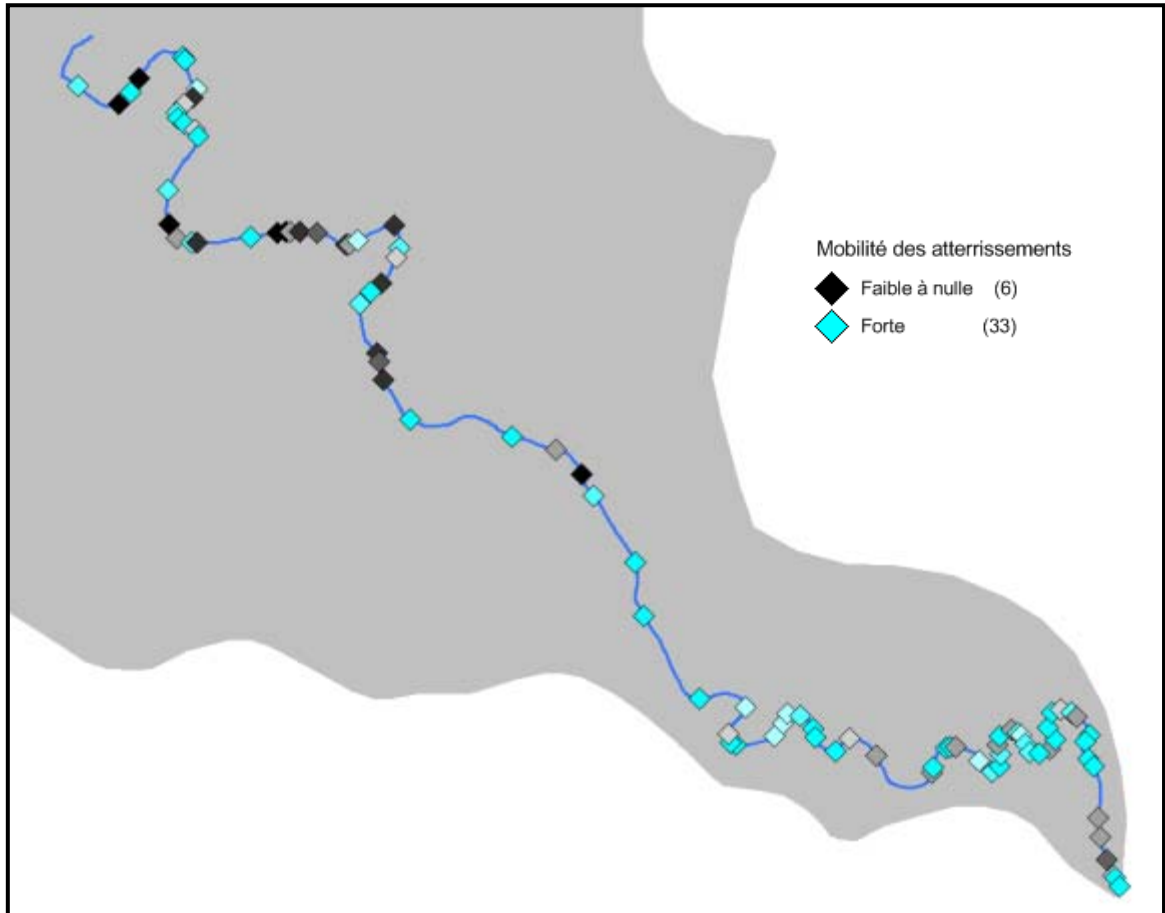 Mobilité des atterrissements
Faible à nulle (6)
Forte (33)